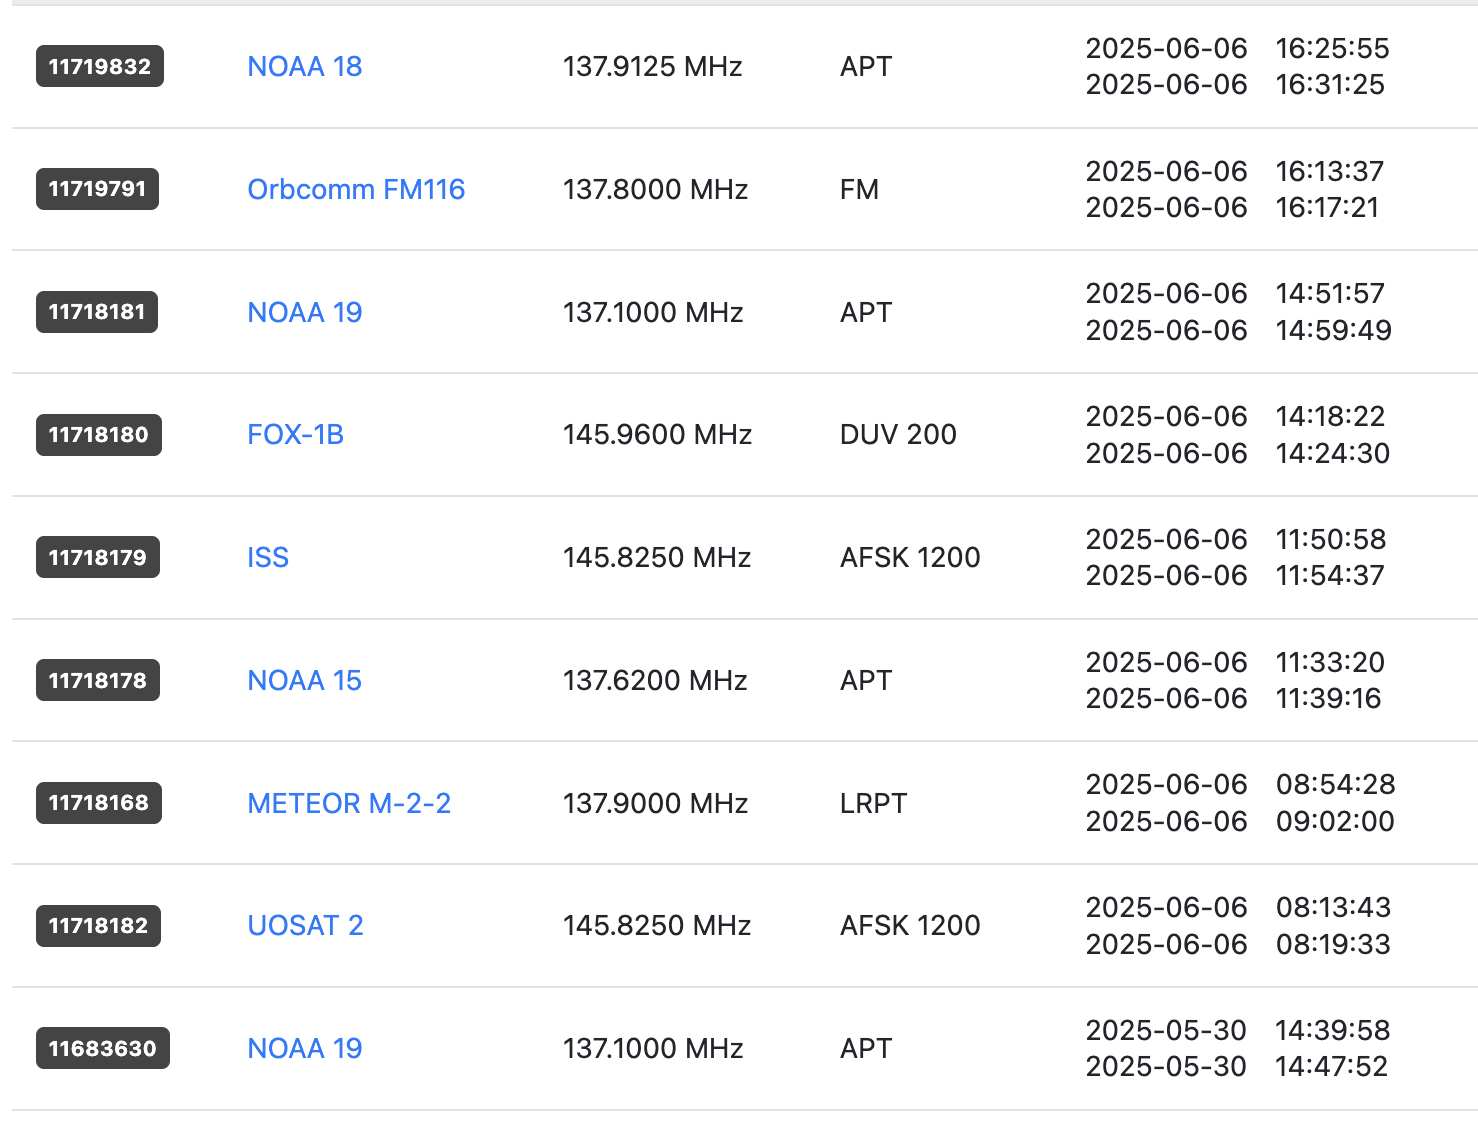 11719832 NOAA 18 137.9125 MHz APT 2025-06-06 16:25:55
2025-06-06 16:31:25
11719791 Orbcomm FM116 137.8000 MHz FM 2025-06-06 16:13:37
2025-06-06 16:17:21
11718181 NOAA 19 137.1000 MHz APT 2025-06-06 14:51:57
2025-06-06 14:59:49
11718180 FOX-1B 145.9600 MHz DUV 200 2025-06-06 14:18:22
2025-06-06 14:24:30
11718179 ISS 145.8250 MHz AFSK 1200 2025-06-06 11:50:58
2025-06-06 11:54:37
11718178 NOAA 15 137.6200 MHz APT 2025-06-06 11:33:20
2025-06-06 11:39:16
11718168 METEOR M-2-2 137.9000 MHz LRPT 2025-06-06 08:54:28
2025-06-06 09:02:00
11718182 UOSAT 2 145.8250 MHz AFSK 1200 2025-06-06 08:13:43
2025-06-06 08:19:33
11683630 NOAA 19 137.1000 MHz APT 2025-05-30 14:39:58
2025-05-30 14:47:52